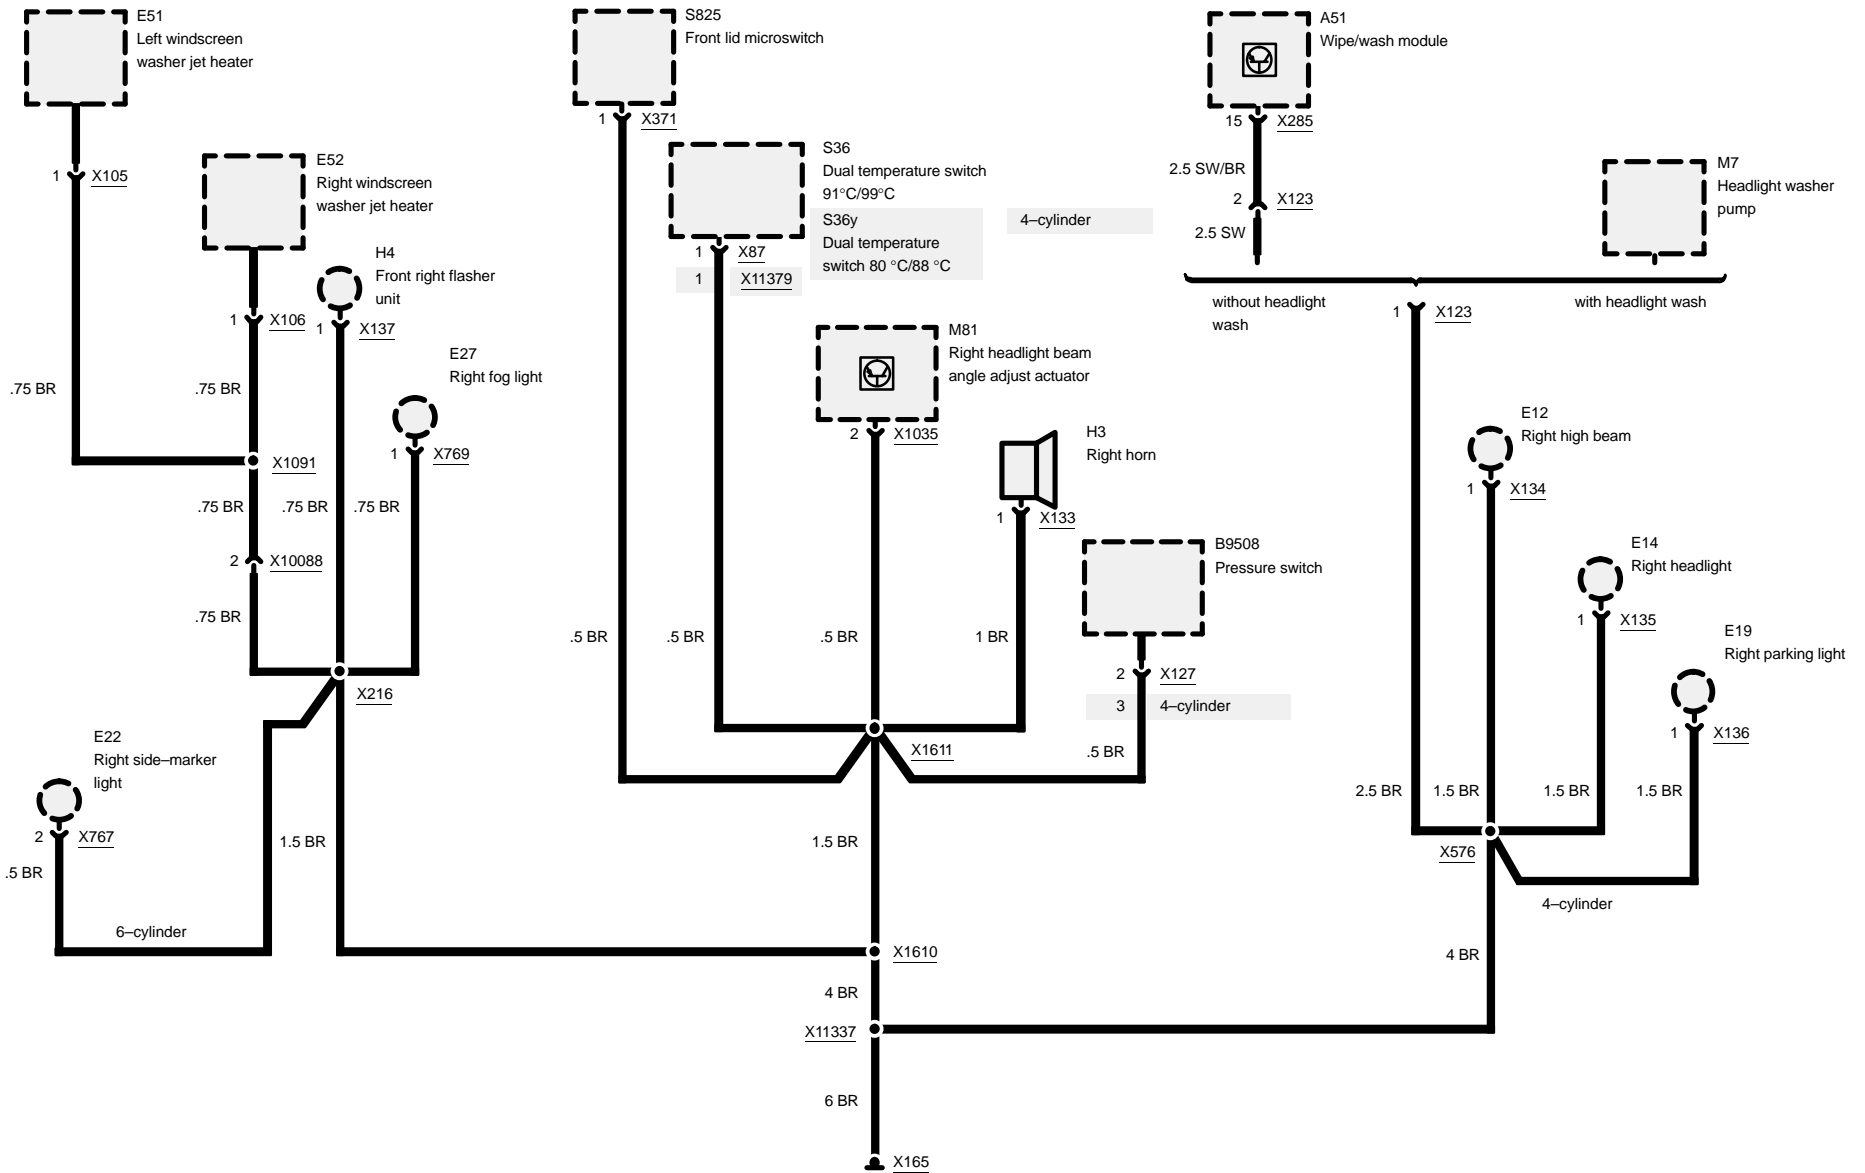 E51
Left windscreen
washer jet heater
1 X105
.75 BR
E52
Right windscreen
washer jet heater
1 X106
.75 BR
H4
Front right flasher
unit
1 X137
E27
Right fog light
1 X769
X1091
.75 BR
.75 BR
.75 BR
2 X10088
.75 BR
X216
E22
Right side–marker
light
2 X767
.5 BR
6–cylinder
1.5 BR
S825
Front lid microswitch
1 X371
S36
Dual temperature switch
91°C/99°C
S36y
Dual temperature
switch 80 °C/88 °C
4–cylinder
1 X87
1 X11379
M81
Right headlight beam
angle adjust actuator
2 X1035
H3
Right horn
1 X133
B9508
Pressure switch
.5 BR
.5 BR
.5 BR
1 BR
2 X127
3 4–cylinder
.5 BR
X1611
1.5 BR
X1610
4 BR
X11337
6 BR
X165
A51
Wipe/wash module
15 X285
2.5 SW/BR
2 X123
2.5 SW
M7
Headlight washer
pump
without headlight
wash
with headlight wash
1 X123
E12
Right high beam
1 X134
E14
Right headlight
1 X135
E19
Right parking light
1 X136
2.5 BR
1.5 BR
1.5 BR
1.5 BR
X576
4–cylinder
4 BR